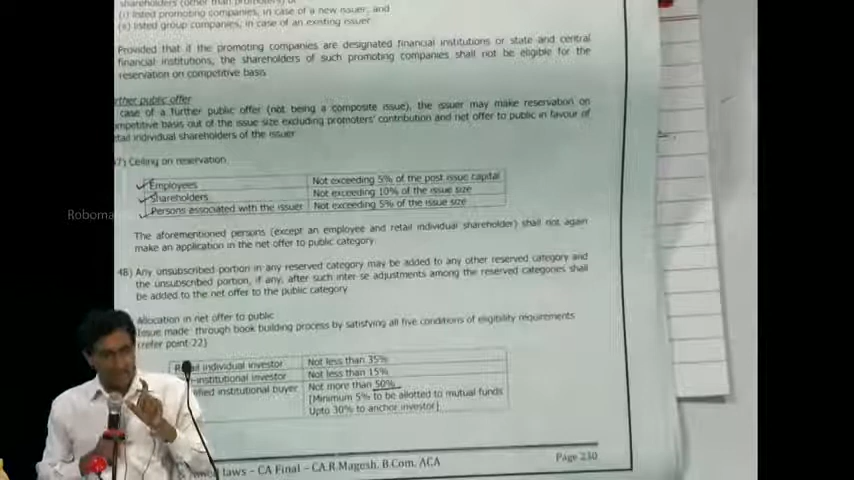 shareholders (other than promoters) of
(i) listed promoting companies, in case of a new issuer; and
(ii) listed group companies, in case of an existing issuer
Provided that if the promoting companies are designated financial institutions or state and central
financial institutions, the shareholders of such promoting companies shall not be eligible for the
reservation on competitive basis
rther public offer
case of a further public offer (not being a composite issue), the issuer may make reservation on
mpetitive basis out of the issue size excluding promoters' contribution and net offer to public in favour of
tail individual shareholders of the issuer
7) Ceiling on reservation
Employees Not exceeding 5% of the post issue capital
Shareholders Not exceeding 10% of the issue size
Persons associated with the issuer Not exceeding 5% of the issue size
Roboma
The aforementioned persons (except an employee and retail individual shareholder) shall not again
make an application in the net offer to public category
48) Any unsubscribed portion in any reserved category may be added to any other reserved category and
the unsubscribed portion, if any, after such inter-se adjustments among the reserved categories shall
be added to the net offer to the public category
Allocation in net offer to public
Issue made through book building process by satisfying all five conditions of eligibility requirements
(refer point 22)
Retail individual investor Not less than 35%
-institutional investor Not less than 15%
fied institutional buyer Not more than 50%
[Minimum 5% to be allotted to mutual funds
Upto 30% to anchor investor]
laws – CA Final – CA.R.Magesh. B.Com. ACA Page 230